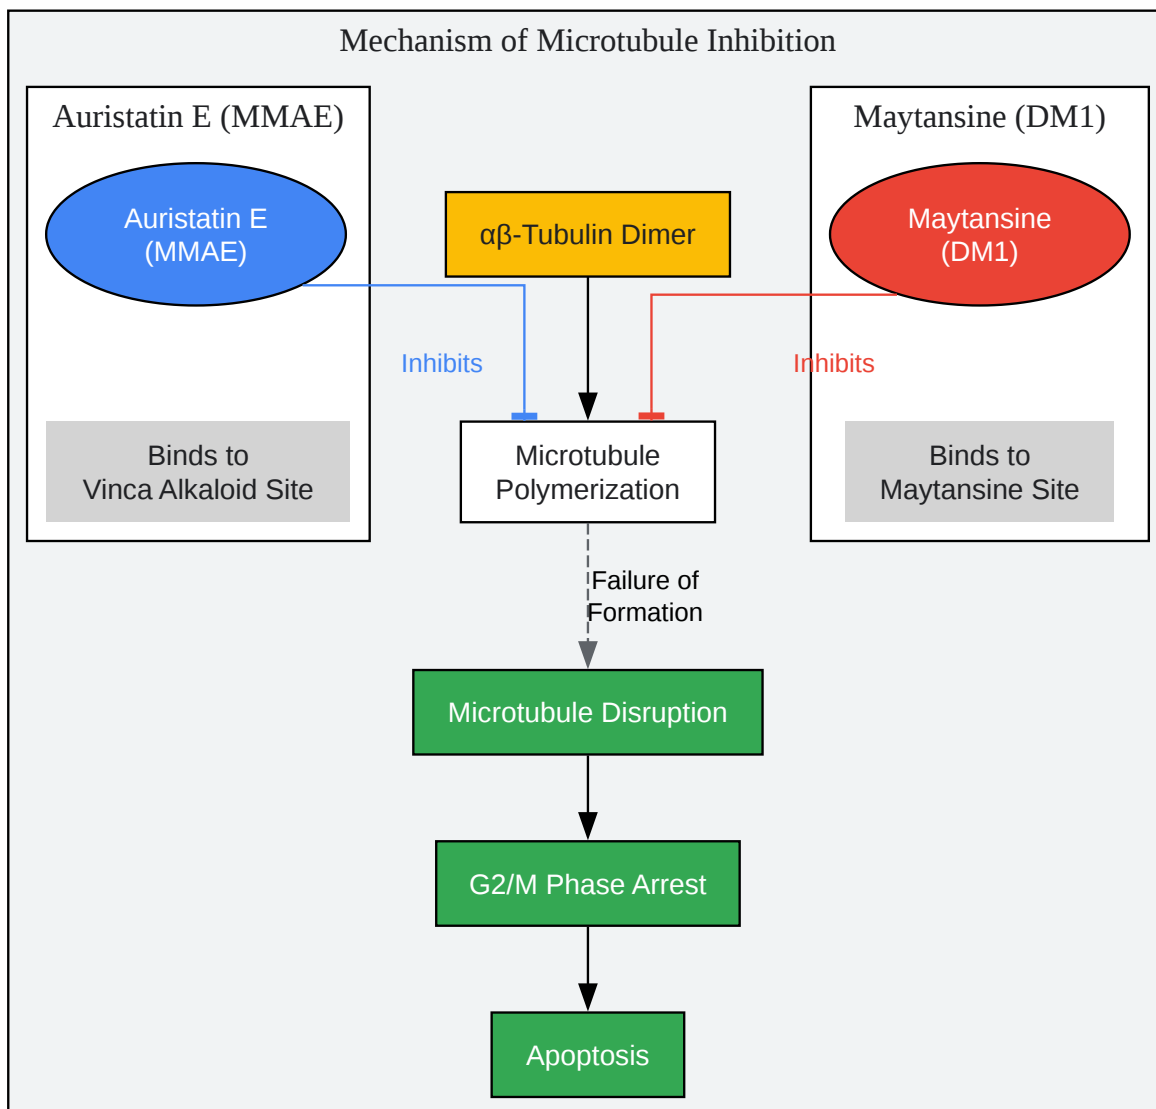 Mechanism of Microtubule Inhibition
Auristatin E (MMAE)
Auristatin E
(MMAE)
Binds to
Vinca Alkaloid Site
Maytansine (DM1)
Maytansine
(DM1)
Binds to
Maytansine Site
αβ-Tubulin Dimer
Inhibits
Inhibits
Microtubule
Polymerization
Failure of
Formation
Microtubule Disruption
G2/M Phase Arrest
Apoptosis